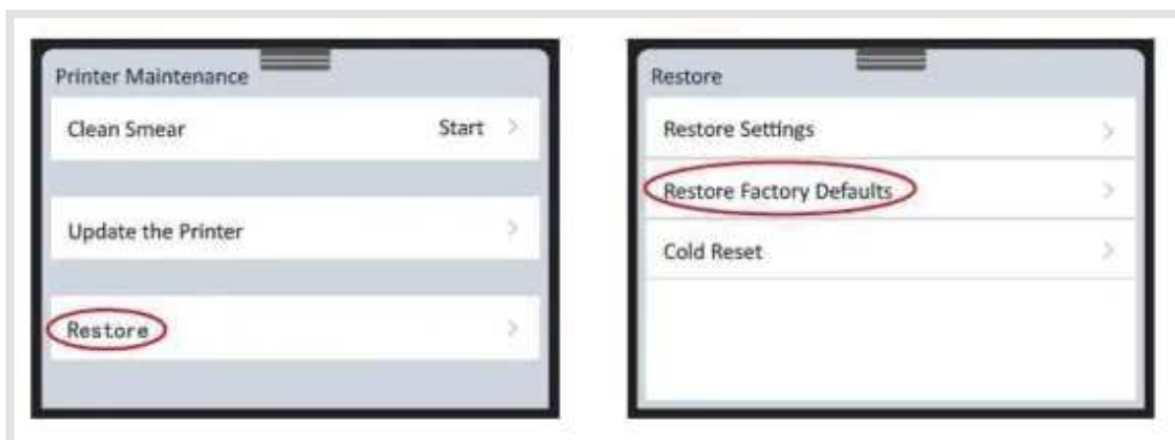 Printer Maintenance
Clean Smear Start
Update the Printer
Restore
Restore
Restore Settings
Restore Factory Defaults
Cold Reset